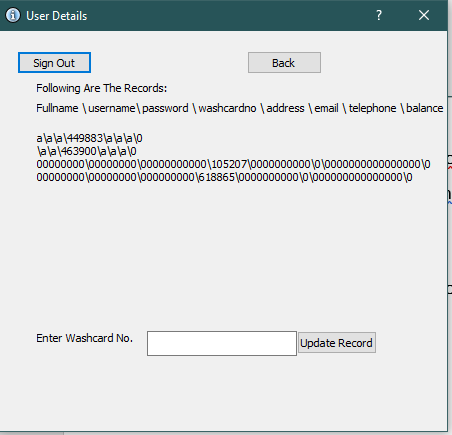 User Details
Sign Out Back
Following Are The Records:
Fullname \ username\ password \ washcardno \ address \ email \ telephone \ balance
a\a\a\449883\a\a\a\0
\a\a\463900\a\a\a\0
00000000\00000000\00000000000\105207\0000000000\0\0000000000000000\0
00000000\00000000\000000000\618865\0000000000\0\000000000000000\0
Enter Washcard No. Update Record